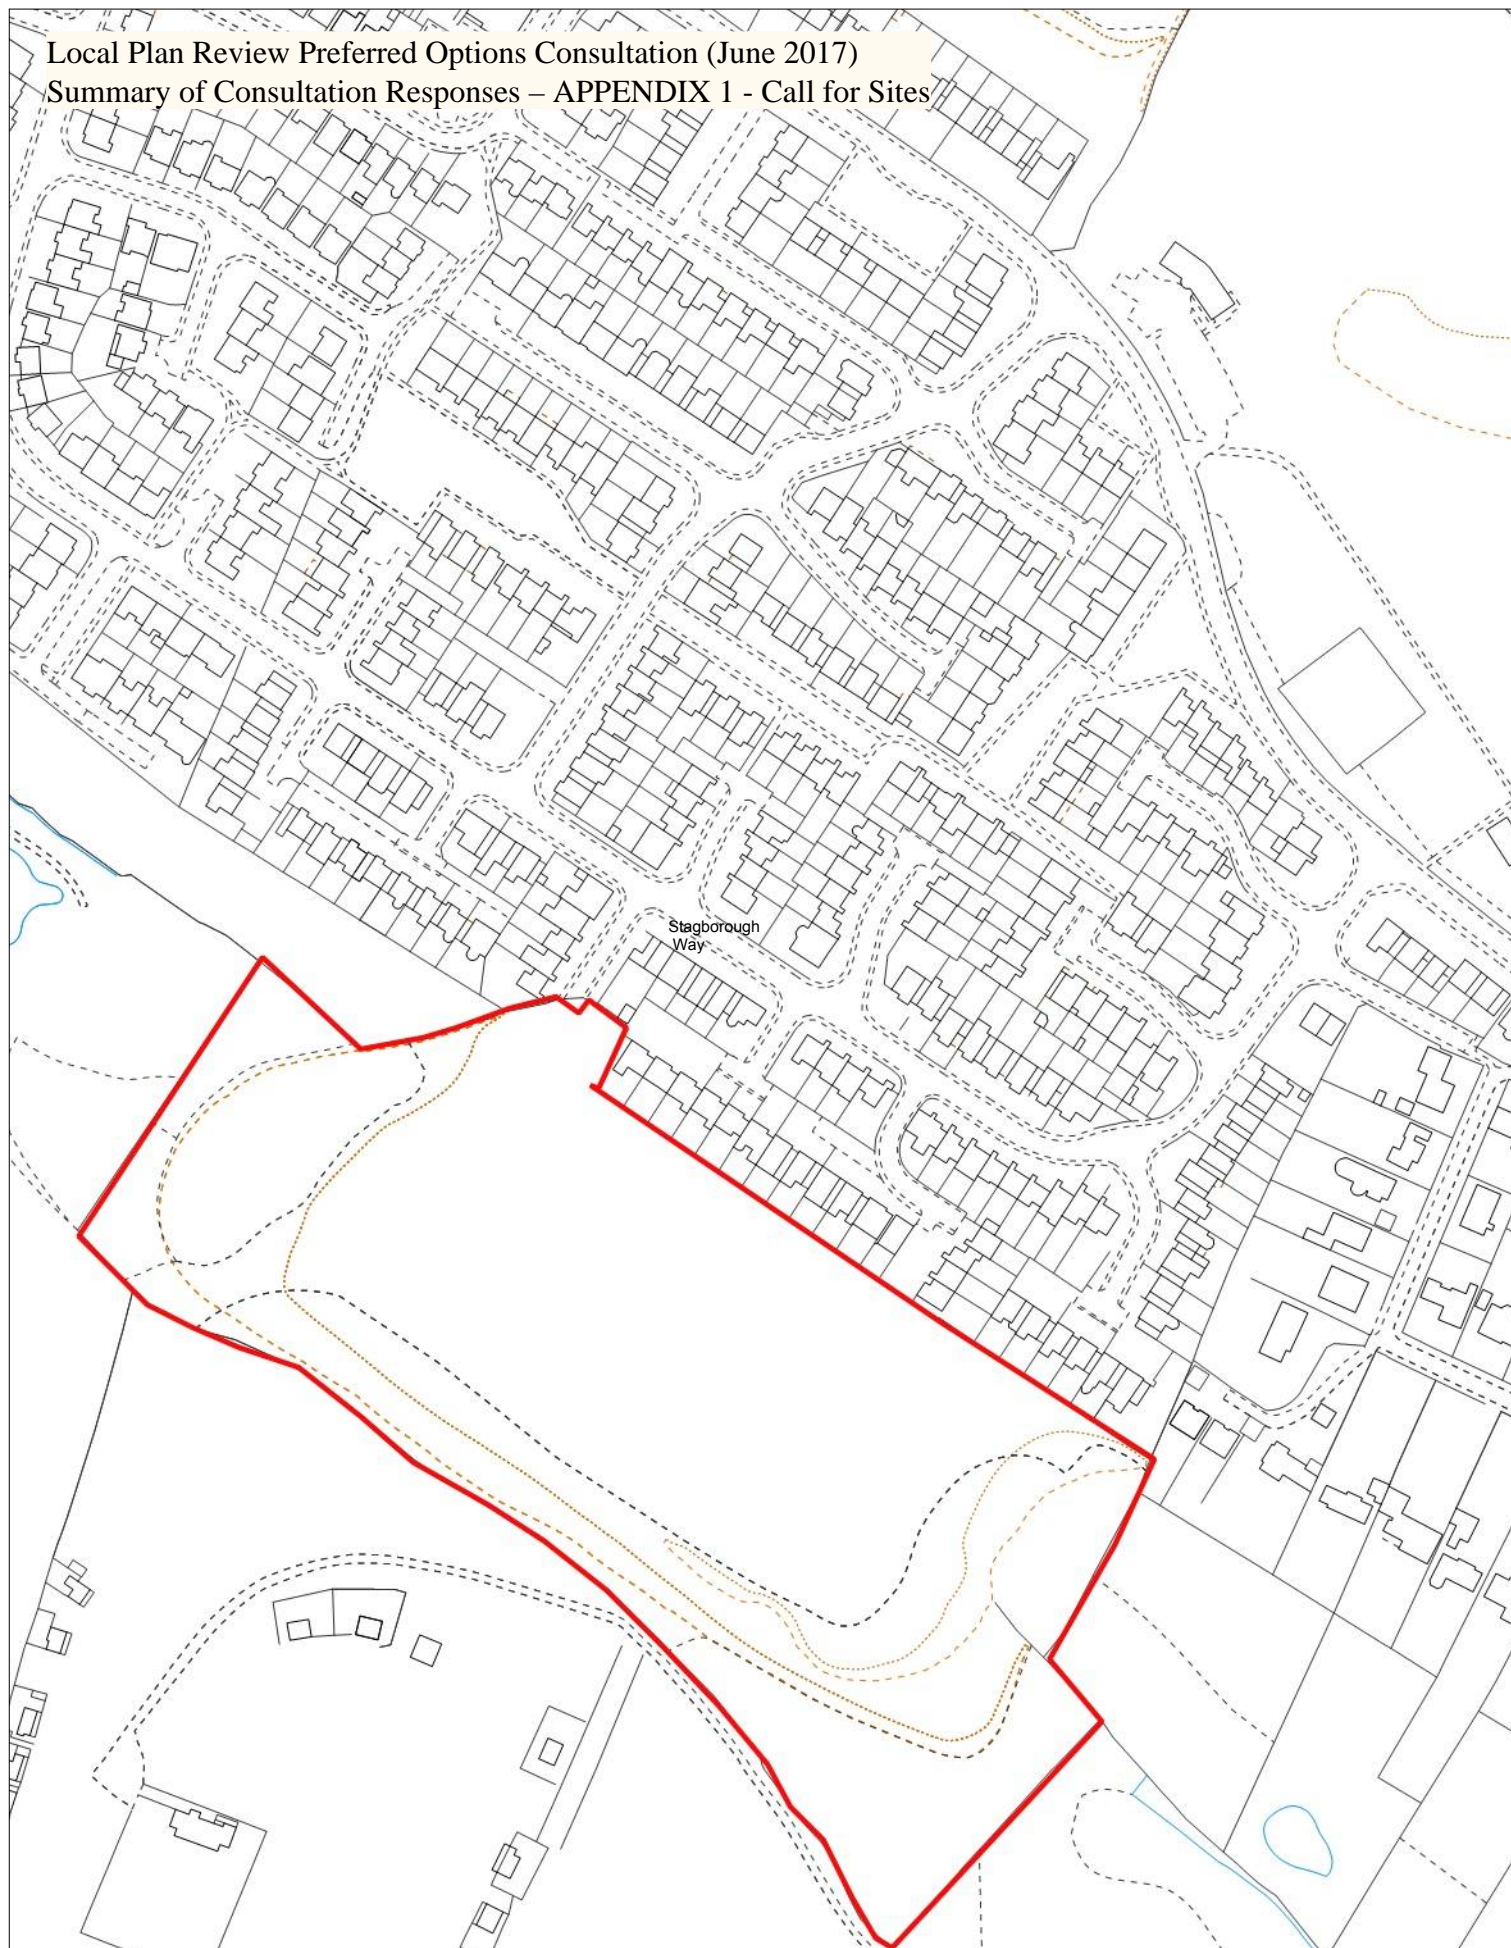 Local Plan Review Preferred Options Consultation (June 2017)
Summary of Consultation Responses – APPENDIX 1 - Call for Sites
Stagborough
Way